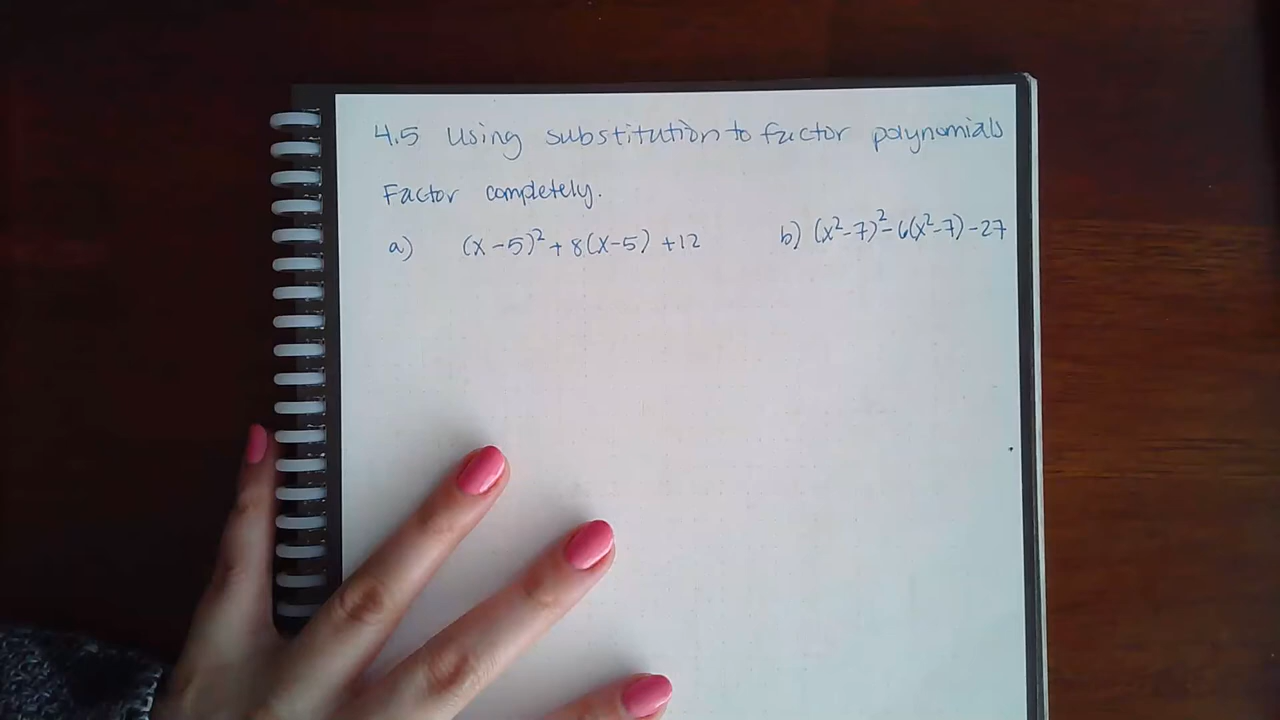 4.5 Using substitution to factor polynomials
Factor completely.
a) (x-5)² + 8(x-5) + 12
b) (x²-7)² - 6(x²-7) - 27